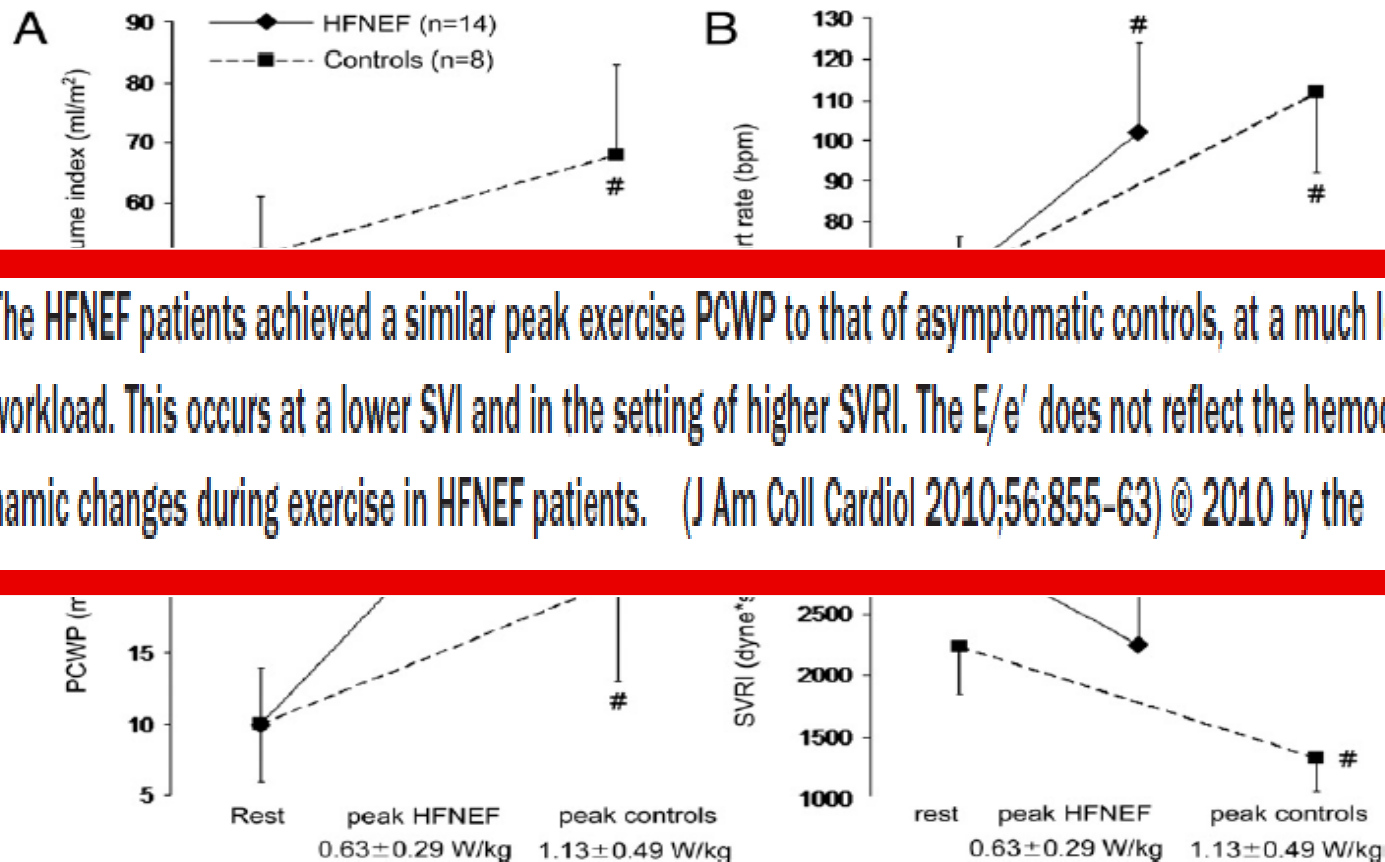 A
90
HFNEF (n=14)
Controls (n=8)
80
70
60
ume index (ml/m²)
#
B
130
120
110
100
90
80
rt rate (bpm)
#
#
The HFNEF patients achieved a similar peak exercise PCWP to that of asymptomatic controls, at a much
workload. This occurs at a lower SVI and in the setting of higher SVRI. The E/e′ does not reflect the hemod
namic changes during exercise in HFNEF patients. (J Am Coll Cardiol 2010;56:855–63) © 2010 by the
PCWP (m
15
10
5
#
Rest peak HFNEF peak controls
0.63±0.29 W/kg 1.13±0.49 W/kg
SVRI (dyne*s
2500
2000
1500
1000
#
rest peak HFNEF peak controls
0.63±0.29 W/kg 1.13±0.49 W/kg